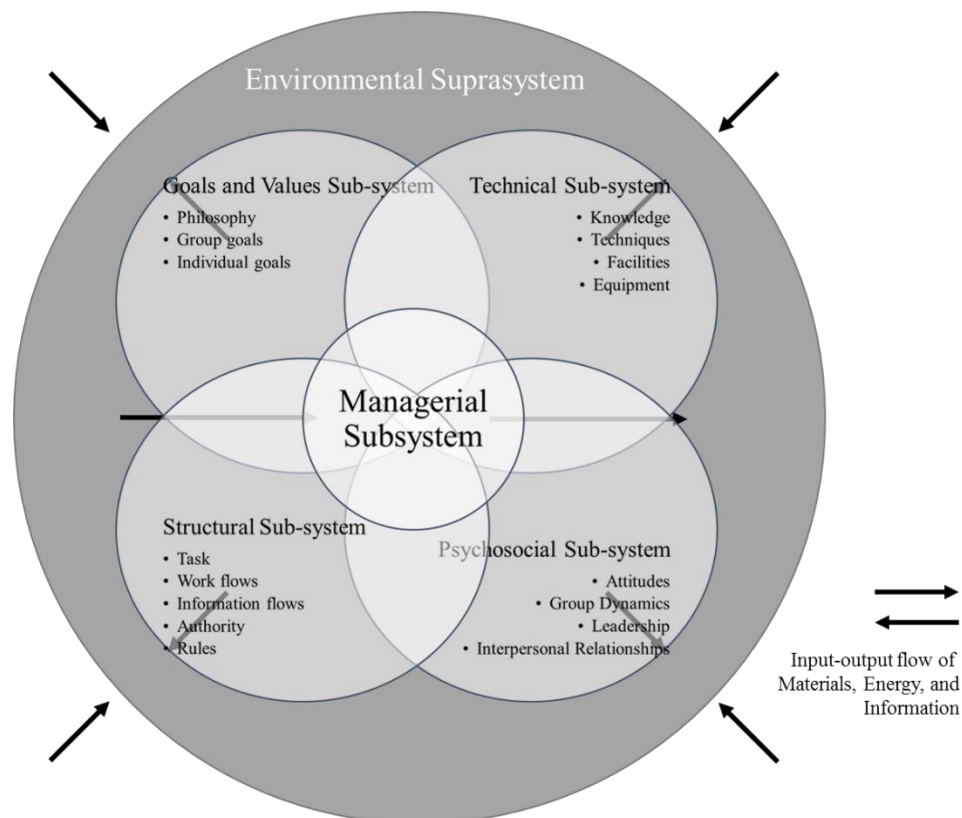 Environmental Suprasystem
Goals and Values Sub-system
• Philosophy
• Group goals
• Individual goals
Technical Sub-system
• Knowledge
• Techniques
• Facilities
• Equipment
Managerial
Subsystem
Structural Sub-system
• Task
• Work flows
• Information flows
• Authority
• Rules
Psychosocial Sub-system
• Attitudes
• Group Dynamics
• Leadership
• Interpersonal Relationships
Input-output flow of
Materials, Energy, and
Information